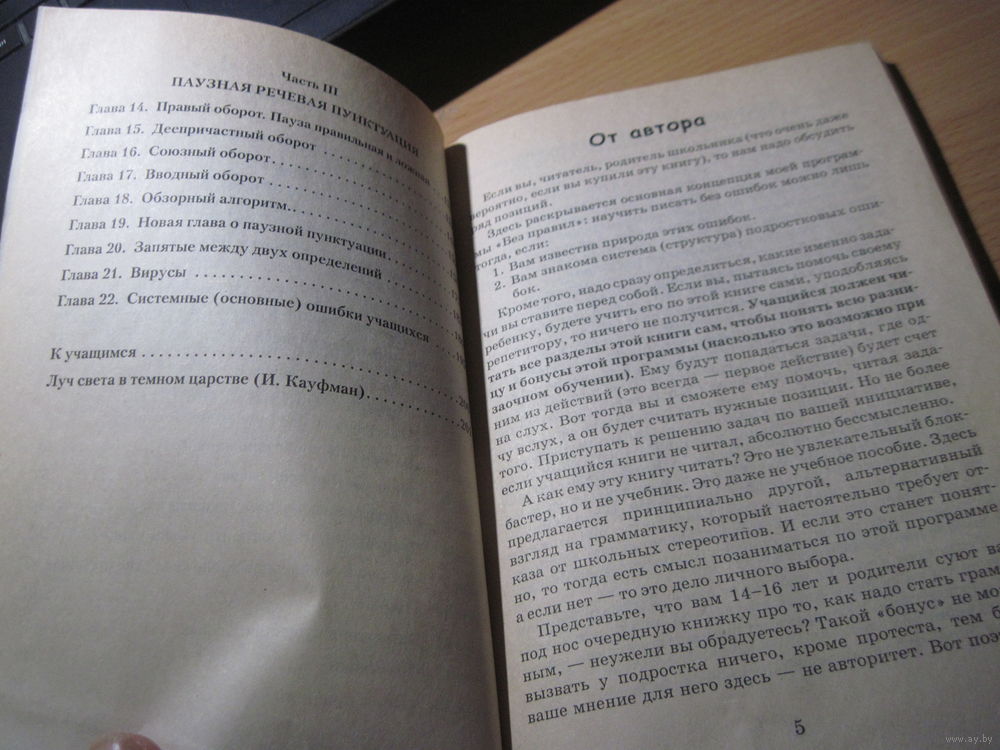 Часть III
ПАУЗНАЯ РЕЧЕВАЯ ПУНКТУАЦИЯ
Глава 14. Правый оборот. Пауза правильная и ложная
Глава 15. Деепричастный оборот
Глава 16. Союзный оборот
Глава 17. Вводный оборот
Глава 18. Обзорный алгоритм
Глава 19. Новая глава о паузной пунктуации
Глава 20. Запятые между двух определений
Глава 21. Вирусы
Глава 22. Системные (основные) ошибки учащихся
К учащимся
Луч света в темном царстве (И. Кауфман)
От автора
Если вы, читатель, родитель школьника (что очень даже
вероятно, если вы купили эту книгу), то нам надо обсудить
ряд позиций.
Здесь раскрывается основная концепция моей програм-
мы «Без правил»: научить писать без ошибок можно лишь
тогда, если:
1. Вам известна природа этих ошибок.
2. Вам знакома система (структура) подростковых оши-
бок.
Кроме того, надо сразу определиться, какие именно зада-
чи вы ставите перед собой. Если вы, пытаясь помочь своему
ребенку, будете учить его по этой книге сами, уподобляясь
репетитору, то ничего не получится. Учащийся должен чи-
тать все разделы этой книги сам, чтобы понять всю разни-
цу и бонусы этой программы (насколько это возможно при
заочном обучении). Ему будут попадаться задачи, где од-
ним из действий (это всегда — первое действие) будет счет
на слух. Вот тогда вы и сможете ему помочь, читая зада-
чу вслух, а он будет считать нужные позиции. Но не более
того. Приступать к решению задач по вашей инициативе,
если учащийся книги не читал, абсолютно бессмысленно.
А как ему эту книгу читать? Это не увлекательный блок-
бастер, но и не учебник. Это даже не учебное пособие. Здесь
предлагается принципиально другой, альтернативный
взгляд на грамматику, который настоятельно требует от-
каза от школьных стереотипов. И если это станет понят-
но, то тогда есть смысл позаниматься по этой программе
а если нет — то это дело личного выбора.
Представьте, что вам 14–16 лет и родители суют ва
под нос очередную книжку про то, как надо стать грам
ным, — неужели вы обрадуетесь? Такой «бонус» не мо
вызвать у подростка ничего, кроме протеста, тем б
ваше мнение для него здесь — не авторитет. Вот поэ
5
www.ay.by